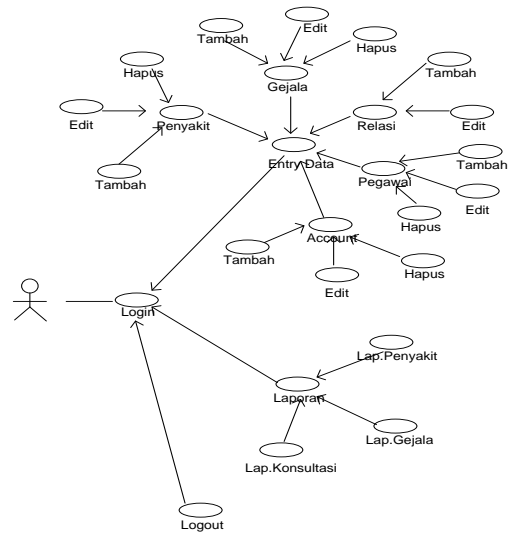 Edit
Tambah
Hapus
Hapus
Gejala
Tambah
Edit
Penyakit
Relasi
Edit
Entry Data
Tambah
Tambah
Pegawai
Edit
Hapus
Account
Tambah
Hapus
Edit
Login
Lap.Penyakit
Laporan
Lap.Gejala
Lap.Konsultasi
Logout